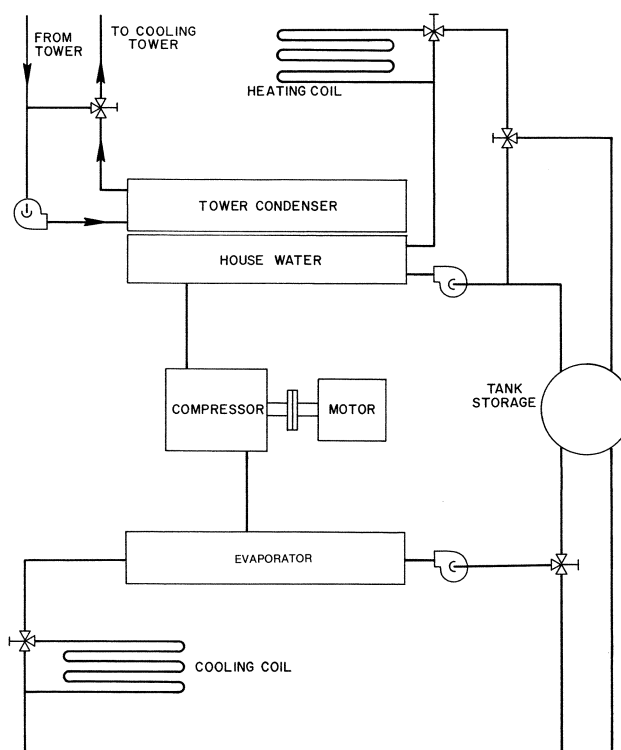 FROM
TOWER
TO COOLING
TOWER
HEATING COIL
TOWER CONDENSER
HOUSE WATER
COMPRESSOR
MOTOR
TANK
STORAGE
EVAPORATOR
COOLING COIL